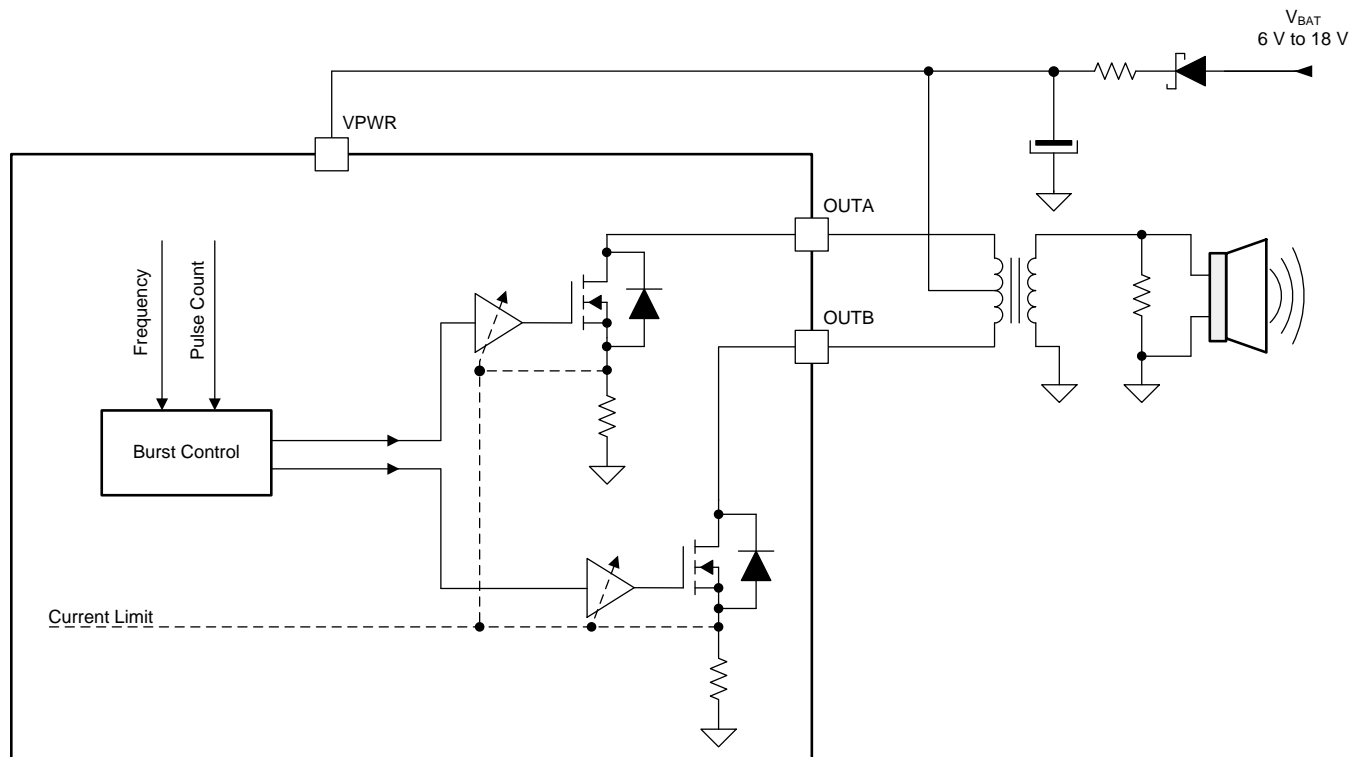 V_BAT
6 V to 18 V
VPWR
OUTA
OUTB
Frequency
Pulse Count
Burst Control
Current Limit